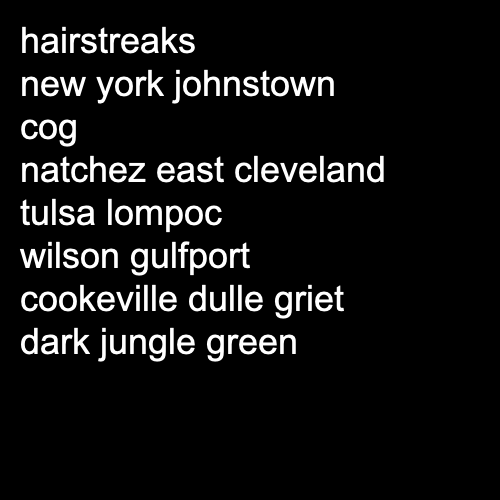 hairstreaks
new york johnstown
cog
natchez east cleveland
tulsa lompoc
wilson gulfport
cookeville dulle griet
dark jungle green